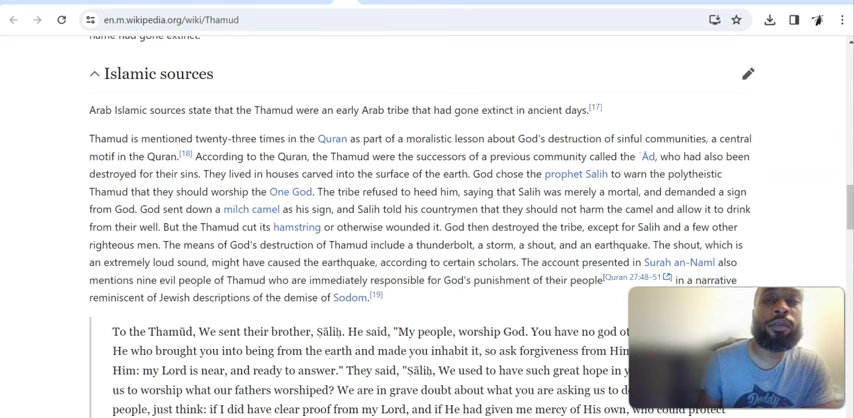 en.m.wikipedia.org/wiki/Thamud
name had gone extinct.
Islamic sources
Arab Islamic sources state that the Thamud were an early Arab tribe that had gone extinct in ancient days.[17]
Thamud is mentioned twenty-three times in the Quran as part of a moralistic lesson about God's destruction of sinful communities, a central
motif in the Quran.[18] According to the Quran, the Thamud were the successors of a previous community called the ʿĀd, who had also been
destroyed for their sins. They lived in houses carved into the surface of the earth. God chose the prophet Salih to warn the polytheistic
Thamud that they should worship the One God. The tribe refused to heed him, saying that Salih was merely a mortal, and demanded a sign
from God. God sent down a milch camel as his sign, and Salih told his countrymen that they should not harm the camel and allow it to drink
from their well. But the Thamud cut its hamstring or otherwise wounded it. God then destroyed the tribe, except for Salih and a few other
righteous men. The means of God's destruction of Thamud include a thunderbolt, a storm, a shout, and an earthquake. The shout, which is
an extremely loud sound, might have caused the earthquake, according to certain scholars. The account presented in Surah an-Naml also
mentions nine evil people of Thamud who are immediately responsible for God's punishment of their people[Quran 27:48–51] in a narrative
reminiscent of Jewish descriptions of the demise of Sodom.[19]
To the Thamūd, We sent their brother, Ṣāliḥ. He said, "My people, worship God. You have no god ot
He who brought you into being from the earth and made you inhabit it, so ask forgiveness from Him
Him: my Lord is near, and ready to answer." They said, "Ṣāliḥ, We used to have such great hope in y
us to worship what our fathers worshiped? We are in grave doubt about what you are asking us to d
people, just think: if I did have clear proof from my Lord, and if He had given me mercy of His own, who could protect